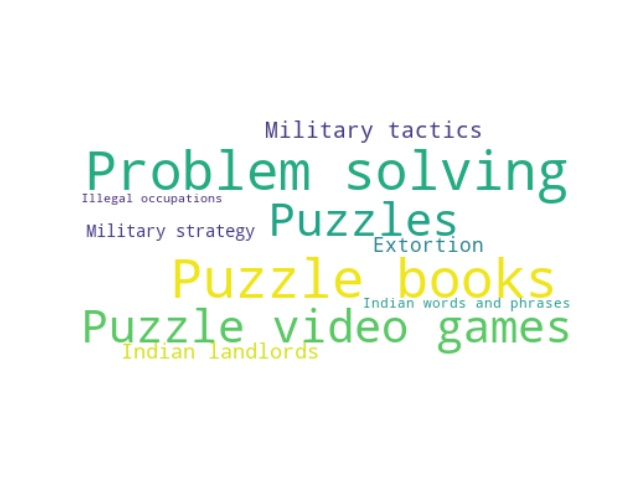 Military tactics
Problem solving
Illegal occupations
Puzzles
Military strategy
Extortion
Puzzle books
Indian words and phrases
Puzzle video games
Indian landlords